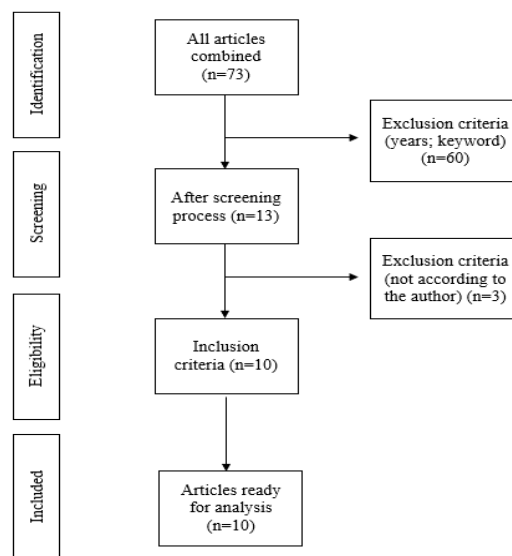 Identification
All articles
combined
(n=73)
Exclusion criteria
(years; keyword)
(n=60)
Screening
After screening
process (n=13)
Exclusion criteria
(not according to
the author) (n=3)
Eligibility
Inclusion
criteria (n=10)
Included
Articles ready
for analysis
(n=10)